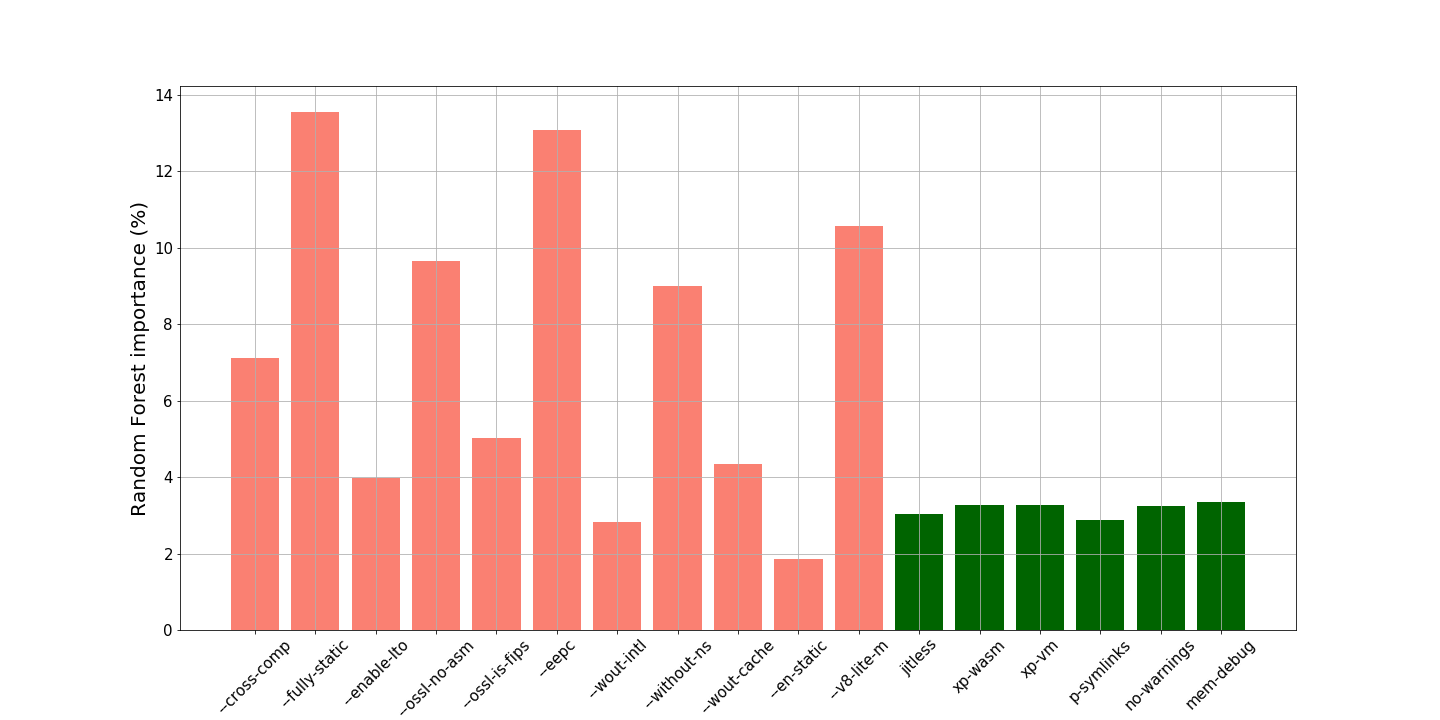 Random Forest importance (%)
14
12
10
8
6
4
2
0
--cross-comp
--fully-static
--enable-lto
--ossl-no-asm
--ossl-is-fips
--eepc
--wout-intl
--without-ns
--wout-cache
--en-static
--v8-lite-m
jitless
xp-wasm
xp-vm
p-symlinks
no-warnings
mem-debug